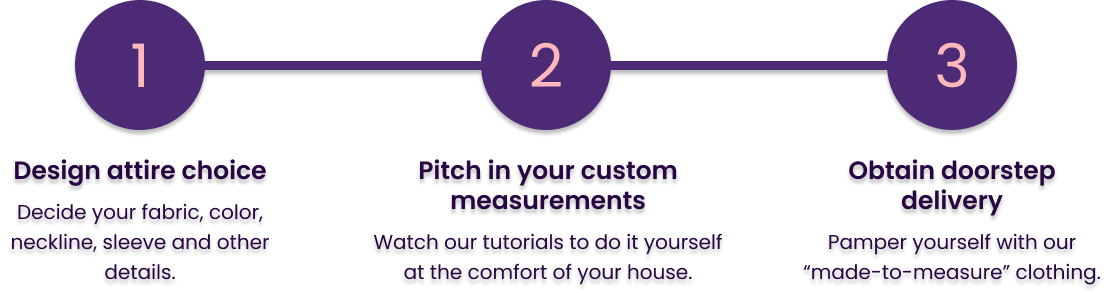 1
Design attire choice
Decide your fabric, color,
neckline, sleeve and other
details.
2
Pitch in your custom
measurements
Watch our tutorials to do it yourself
at the comfort of your house.
3
Obtain doorstep
delivery
Pamper yourself with our
“made-to-measure” clothing.